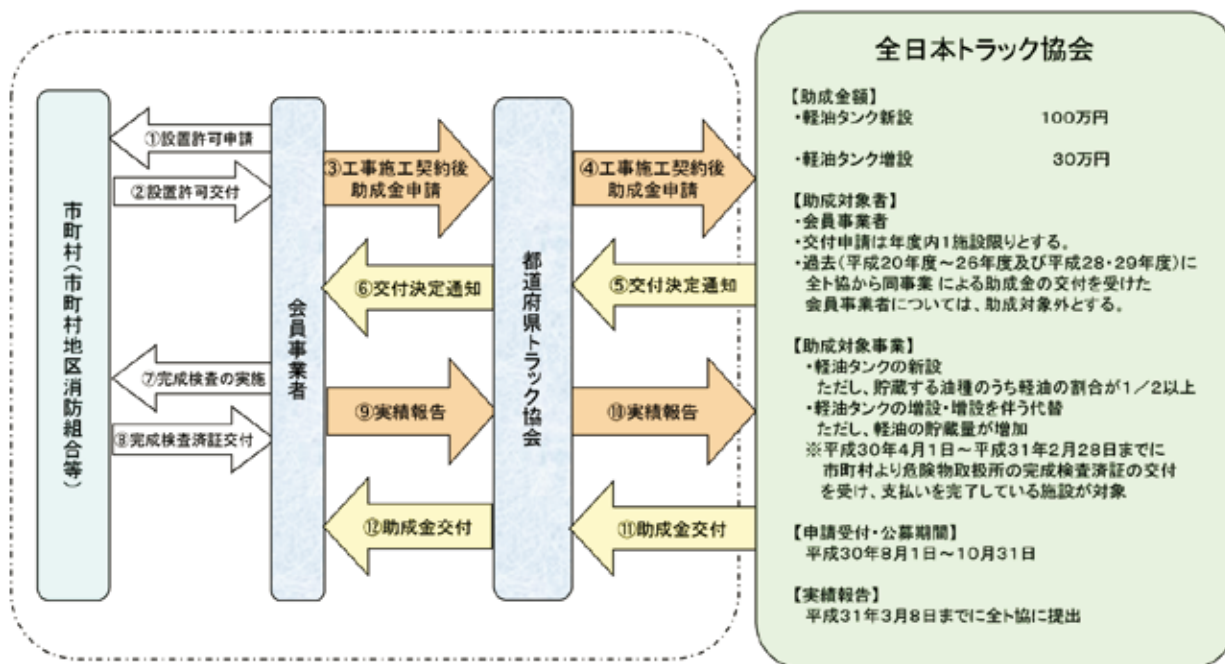 市町村(市町村地区消防組合等)
①設置許可申請
②設置許可交付
⑦完成検査の実施
⑧完成検査済証交付
会員事業者
③工事施工契約後
助成金申請
⑥交付決定通知
⑨実績報告
⑫助成金交付
都道府県トラック協会
④工事施工契約後
助成金申請
⑤交付決定通知
⑩実績報告
⑪助成金交付
全日本トラック協会
【助成金額】
・軽油タンク新設 100万円
・軽油タンク増設 30万円
【助成対象者】
・会員事業者
・交付申請は年度内1施設限りとする。
・過去(平成20年度～26年度及び平成28・29年度)に
全ト協から同事業による助成金の交付を受けた
会員事業者については、助成対象外とする。
【助成対象事業】
・軽油タンクの新設
ただし、貯蔵する油種のうち軽油の割合が1/2以上
・軽油タンクの増設・増設を伴う代替
ただし、軽油の貯蔵量が増加
※平成30年4月1日～平成31年2月28日までに
市町村より危険物取扱所の完成検査済証の交付
を受け、支払いを完了している施設が対象
【申請受付・公募期間】
平成30年8月1日～10月31日
【実績報告】
平成31年3月8日までに全ト協に提出